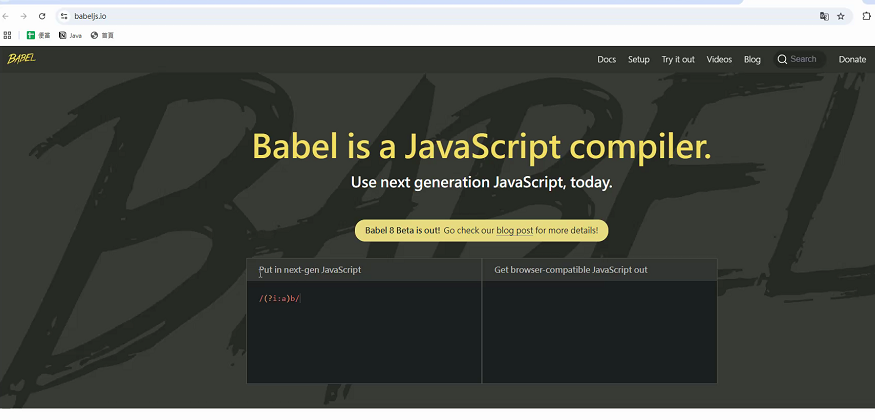 babeljs.io
Java
BABEL
Docs Setup Try it out Videos Blog Search Donate
BABEL
Babel is a JavaScript compiler.
Use next generation JavaScript, today.
Babel 8 Beta is out! Go check our blog post for more details!
Put in next-gen JavaScript
Get browser-compatible JavaScript out
/(?i:a)b/